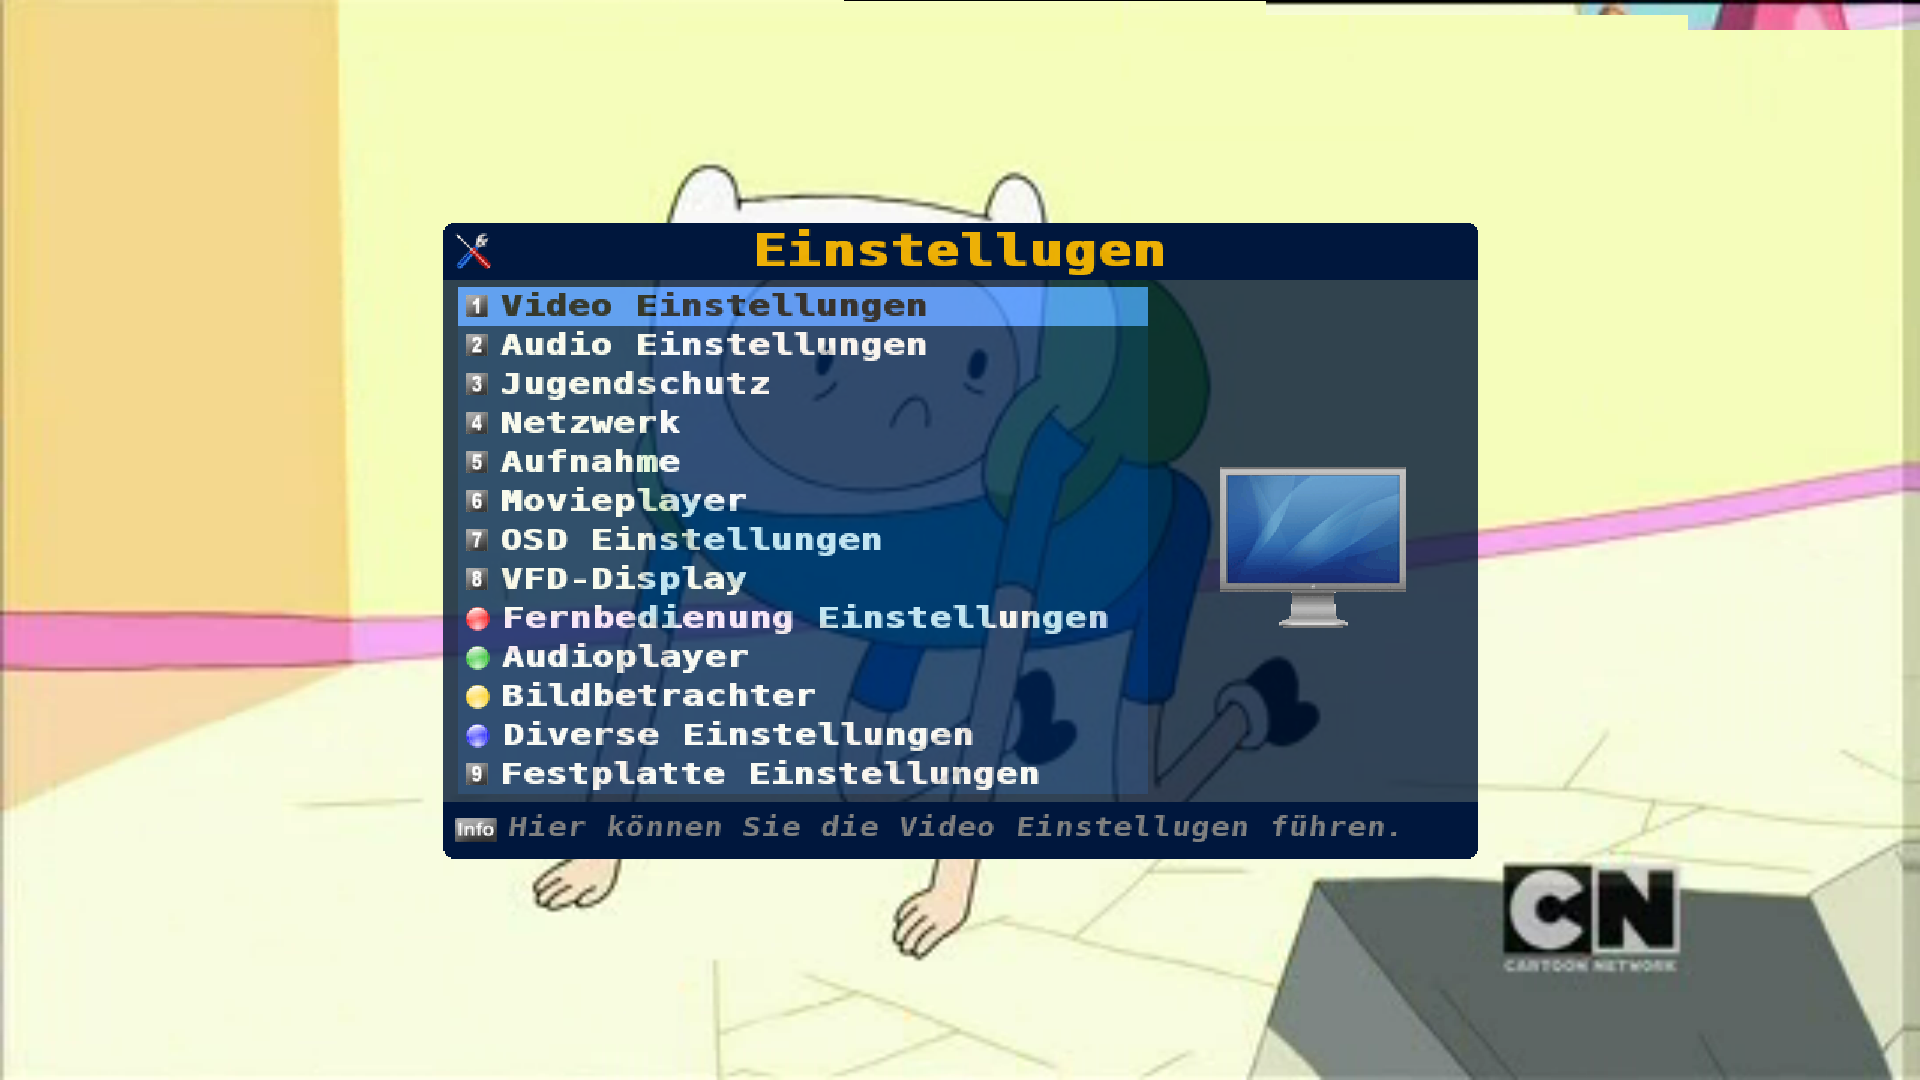 Einstellugen
1 Video Einstellungen
2 Audio Einstellungen
3 Jugendschutz
4 Netzwerk
5 Aufnahme
6 Movieplayer
7 OSD Einstellungen
8 VFD-Display
Fernbedienung Einstellungen
Audioplayer
Bildbetrachter
Diverse Einstellungen
9 Festplatte Einstellungen
Info Hier können Sie die Video Einstellugen führen.
CN
CARTOON NETWORK